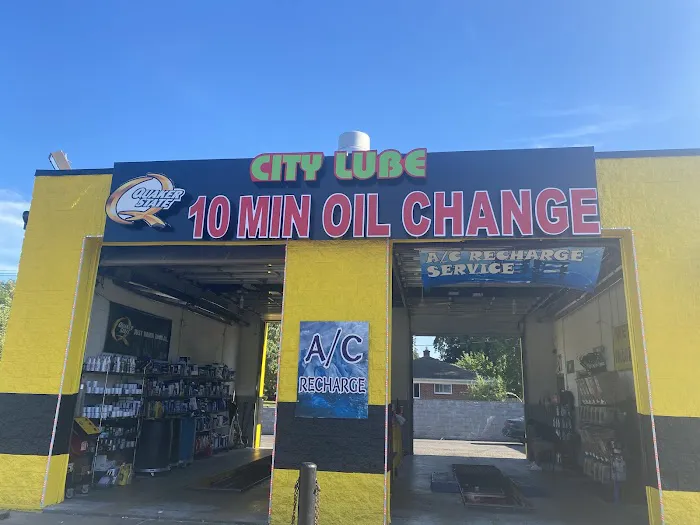 CITY LUBE
QUAKER
STATE
10 MIN OIL CHANGE
A/C RECHARGE
SERVICE
A/C
RECHARGE